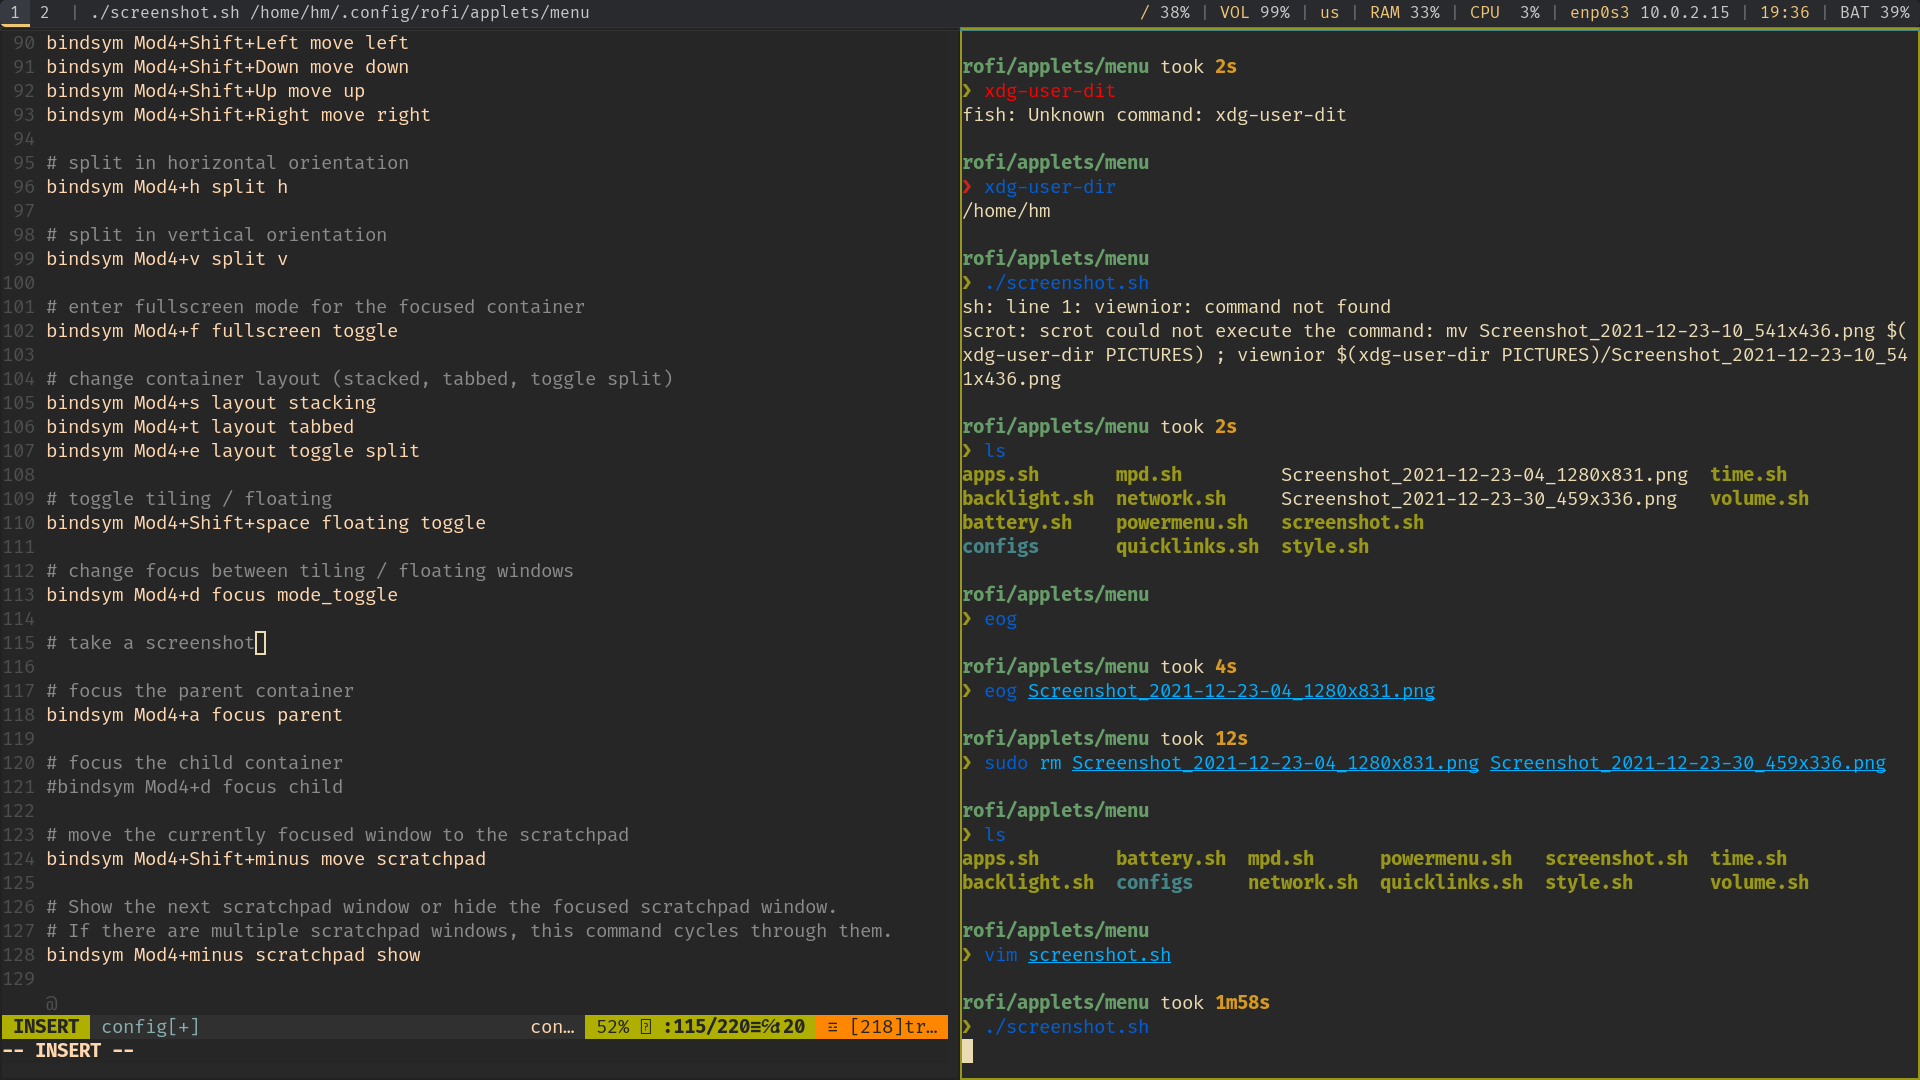 1 2 | ./screenshot.sh /home/hm/.config/rofi/applets/menu
/ 38% | VOL 99% | us | RAM 33% | CPU 3% | enp0s3 10.0.2.15 | 19:36 | BAT 39%
90 bindsym Mod4+Shift+Left move left
91 bindsym Mod4+Shift+Down move down
92 bindsym Mod4+Shift+Up move up
93 bindsym Mod4+Shift+Right move right
94
95 # split in horizontal orientation
96 bindsym Mod4+h split h
97
98 # split in vertical orientation
99 bindsym Mod4+v split v
100
101 # enter fullscreen mode for the focused container
102 bindsym Mod4+f fullscreen toggle
103
104 # change container layout (stacked, tabbed, toggle split)
105 bindsym Mod4+s layout stacking
106 bindsym Mod4+t layout tabbed
107 bindsym Mod4+e layout toggle split
108
109 # toggle tiling / floating
110 bindsym Mod4+Shift+space floating toggle
111
112 # change focus between tiling / floating windows
113 bindsym Mod4+d focus mode_toggle
114
115 # take a screenshot
116
117 # focus the parent container
118 bindsym Mod4+a focus parent
119
120 # focus the child container
121 #bindsym Mod4+d focus child
122
123 # move the currently focused window to the scratchpad
124 bindsym Mod4+Shift+minus move scratchpad
125
126 # Show the next scratchpad window or hide the focused scratchpad window.
127 # If there are multiple scratchpad windows, this command cycles through them.
128 bindsym Mod4+minus scratchpad show
129
@
INSERT config[+] con… 52% :115/220≡℅:20 ☲ [218]tr…
-- INSERT --
rofi/applets/menu took 2s
❯ xdg-user-dit
fish: Unknown command: xdg-user-dit
rofi/applets/menu
❯ xdg-user-dir
/home/hm
rofi/applets/menu
❯ ./screenshot.sh
sh: line 1: viewnior: command not found
scrot: scrot could not execute the command: mv Screenshot_2021-12-23-10_541x436.png $(
xdg-user-dir PICTURES) ; viewnior $(xdg-user-dir PICTURES)/Screenshot_2021-12-23-10_54
1x436.png
rofi/applets/menu took 2s
❯ ls
apps.sh mpd.sh Screenshot_2021-12-23-04_1280x831.png time.sh
backlight.sh network.sh Screenshot_2021-12-23-30_459x336.png volume.sh
battery.sh powermenu.sh screenshot.sh
configs quicklinks.sh style.sh
rofi/applets/menu
❯ eog
rofi/applets/menu took 4s
❯ eog Screenshot_2021-12-23-04_1280x831.png
rofi/applets/menu took 12s
❯ sudo rm Screenshot_2021-12-23-04_1280x831.png Screenshot_2021-12-23-30_459x336.png
rofi/applets/menu
❯ ls
apps.sh battery.sh mpd.sh powermenu.sh screenshot.sh time.sh
backlight.sh configs network.sh quicklinks.sh style.sh volume.sh
rofi/applets/menu
❯ vim screenshot.sh
rofi/applets/menu took 1m58s
❯ ./screenshot.sh